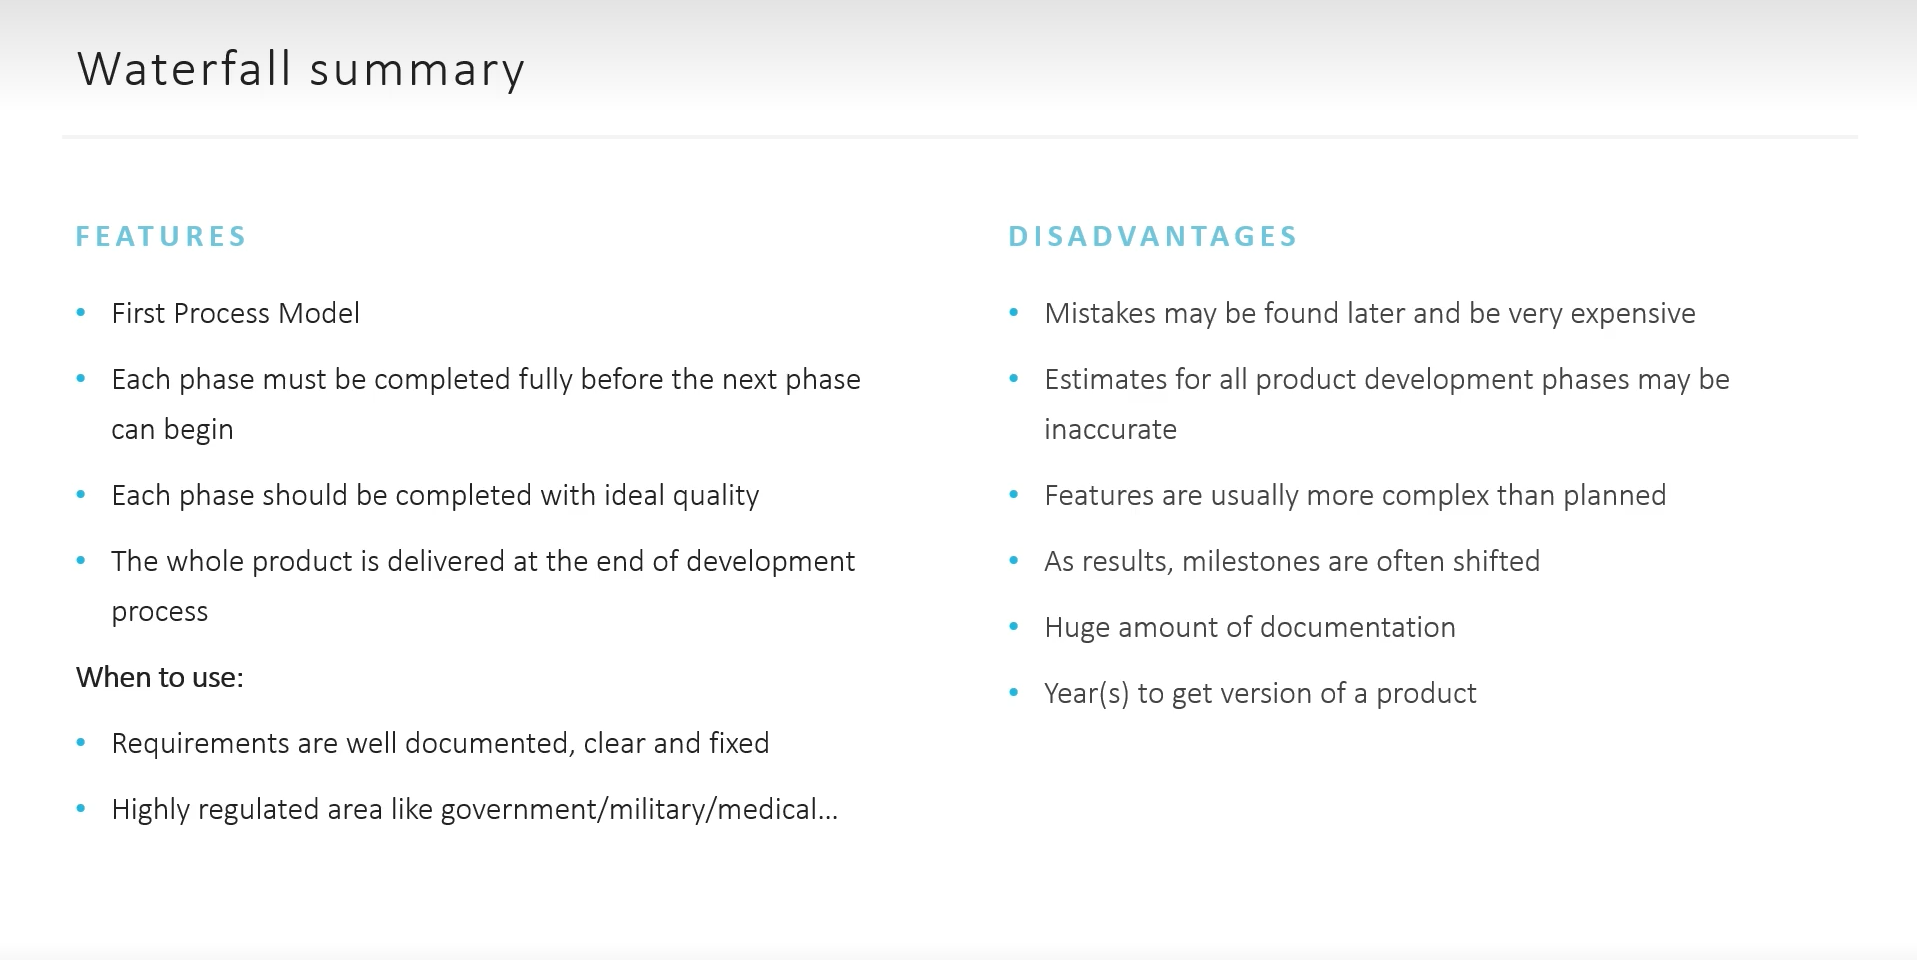 Waterfall summary
FEATURES
• First Process Model
• Each phase must be completed fully before the next phase
can begin
• Each phase should be completed with ideal quality
• The whole product is delivered at the end of development
process
When to use:
• Requirements are well documented, clear and fixed
• Highly regulated area like government/military/medical...
DISADVANTAGES
• Mistakes may be found later and be very expensive
• Estimates for all product development phases may be
inaccurate
• Features are usually more complex than planned
• As results, milestones are often shifted
• Huge amount of documentation
• Year(s) to get version of a product